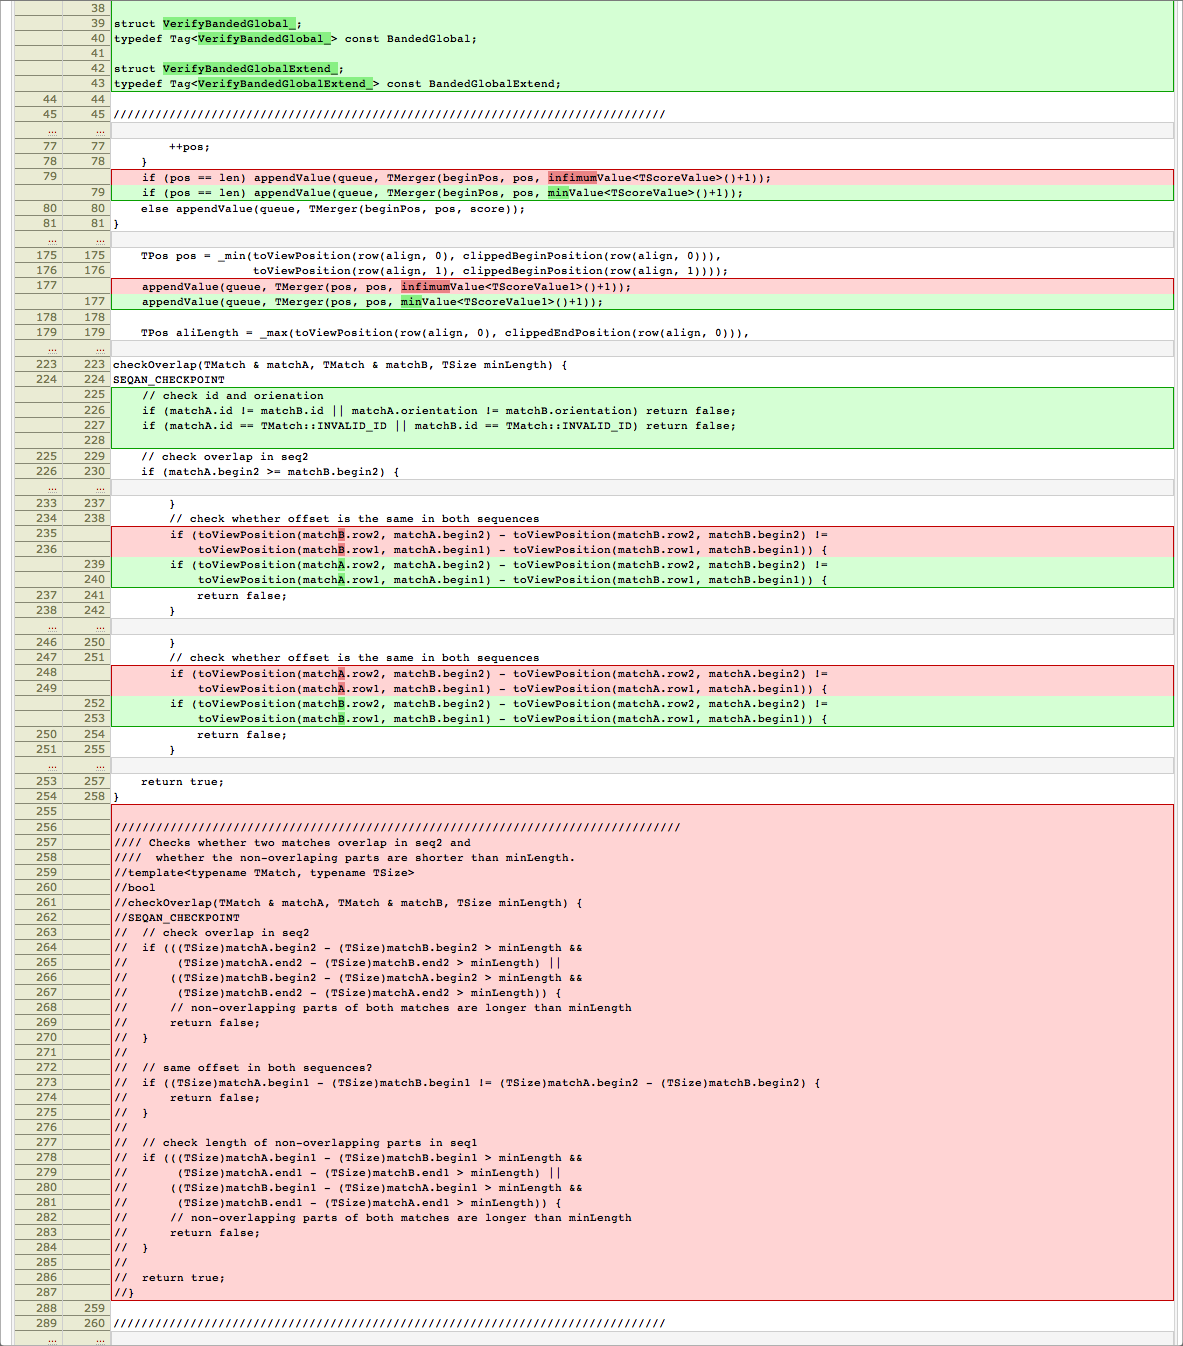 38
39 struct VerifyBandedGlobal_;
40 typedef Tag<VerifyBandedGlobal_> const BandedGlobal;
41
42 struct VerifyBandedGlobalExtend_;
43 typedef Tag<VerifyBandedGlobalExtend_> const BandedGlobalExtend;
44 44
45 45 ///////////////////////////////////////////////////////////////////////////////
... ...
77 77         ++pos;
78 78     }
79     if (pos == len) appendValue(queue, TMerger(beginPos, pos, infimumValue<TScoreValue>()+1));
79     if (pos == len) appendValue(queue, TMerger(beginPos, pos, minValue<TScoreValue>()+1));
80 80     else appendValue(queue, TMerger(beginPos, pos, score));
81 81 }
... ...
175 175     TPos pos = _min(toViewPosition(row(align, 0), clippedBeginPosition(row(align, 0))),
176 176                     toViewPosition(row(align, 1), clippedBeginPosition(row(align, 1))));
177     appendValue(queue, TMerger(pos, pos, infimumValue<TScoreValue1>()+1));
177     appendValue(queue, TMerger(pos, pos, minValue<TScoreValue1>()+1));
178 178
179 179     TPos aliLength = _max(toViewPosition(row(align, 0), clippedEndPosition(row(align, 0))),
... ...
223 223 checkOverlap(TMatch & matchA, TMatch & matchB, TSize minLength) {
224 224 SEQAN_CHECKPOINT
225     // check id and orienation
226     if (matchA.id != matchB.id || matchA.orientation != matchB.orientation) return false;
227     if (matchA.id == TMatch::INVALID_ID || matchB.id == TMatch::INVALID_ID) return false;
228
225 229     // check overlap in seq2
226 230     if (matchA.begin2 >= matchB.begin2) {
... ...
233 237         }
234 238         // check whether offset is the same in both sequences
235         if (toViewPosition(matchB.row2, matchA.begin2) - toViewPosition(matchB.row2, matchB.begin2) !=
236             toViewPosition(matchB.row1, matchA.begin1) - toViewPosition(matchB.row1, matchB.begin1)) {
239         if (toViewPosition(matchA.row2, matchA.begin2) - toViewPosition(matchB.row2, matchB.begin2) !=
240             toViewPosition(matchA.row1, matchA.begin1) - toViewPosition(matchB.row1, matchB.begin1)) {
237 241             return false;
238 242         }
... ...
246 250         }
247 251         // check whether offset is the same in both sequences
248         if (toViewPosition(matchA.row2, matchB.begin2) - toViewPosition(matchA.row2, matchA.begin2) !=
249             toViewPosition(matchA.row1, matchB.begin1) - toViewPosition(matchA.row1, matchA.begin1)) {
252         if (toViewPosition(matchB.row2, matchB.begin2) - toViewPosition(matchA.row2, matchA.begin2) !=
253             toViewPosition(matchB.row1, matchB.begin1) - toViewPosition(matchA.row1, matchA.begin1)) {
250 254             return false;
251 255         }
... ...
253 257     return true;
254 258 }
255
256 /////////////////////////////////////////////////////////////////////////////////
257 //// Checks whether two matches overlap in seq2 and
258 ////  whether the non-overlaping parts are shorter than minLength.
259 //template<typename TMatch, typename TSize>
260 //bool
261 //checkOverlap(TMatch & matchA, TMatch & matchB, TSize minLength) {
262 //SEQAN_CHECKPOINT
263 //  // check overlap in seq2
264 //  if (((TSize)matchA.begin2 - (TSize)matchB.begin2 > minLength &&
265 //       (TSize)matchA.end2 - (TSize)matchB.end2 > minLength) ||
266 //      ((TSize)matchB.begin2 - (TSize)matchA.begin2 > minLength &&
267 //       (TSize)matchB.end2 - (TSize)matchA.end2 > minLength)) {
268 //      // non-overlapping parts of both matches are longer than minLength
269 //      return false;
270 //  }
271 //
272 //  // same offset in both sequences?
273 //  if ((TSize)matchA.begin1 - (TSize)matchB.begin1 != (TSize)matchA.begin2 - (TSize)matchB.begin2) {
274 //      return false;
275 //  }
276 //
277 //  // check length of non-overlapping parts in seq1
278 //  if (((TSize)matchA.begin1 - (TSize)matchB.begin1 > minLength &&
279 //       (TSize)matchA.end1 - (TSize)matchB.end1 > minLength) ||
280 //      ((TSize)matchB.begin1 - (TSize)matchA.begin1 > minLength &&
281 //       (TSize)matchB.end1 - (TSize)matchA.end1 > minLength)) {
282 //      // non-overlapping parts of both matches are longer than minLength
283 //      return false;
284 //  }
285 //
286 //  return true;
287 //}
288 259
289 260 ///////////////////////////////////////////////////////////////////////////////
... ...